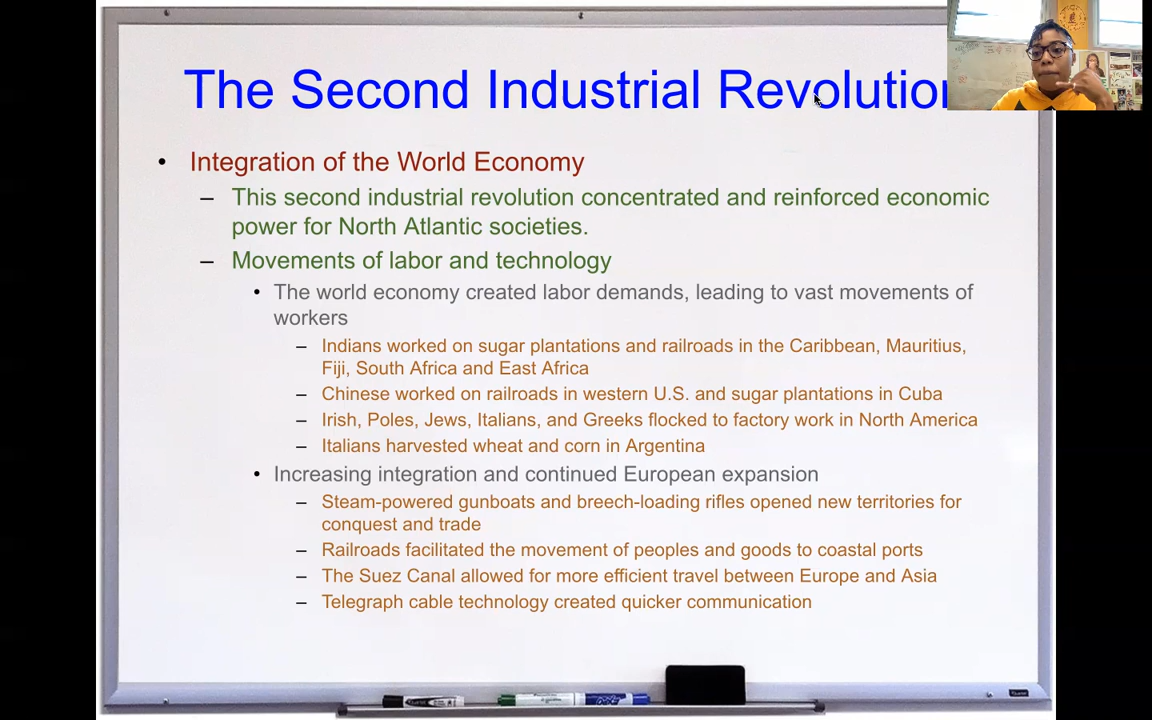 The Second Industrial Revolution
• Integration of the World Economy
– This second industrial revolution concentrated and reinforced economic
power for North Atlantic societies.
– Movements of labor and technology
• The world economy created labor demands, leading to vast movements of
workers
– Indians worked on sugar plantations and railroads in the Caribbean, Mauritius,
Fiji, South Africa and East Africa
– Chinese worked on railroads in western U.S. and sugar plantations in Cuba
– Irish, Poles, Jews, Italians, and Greeks flocked to factory work in North America
– Italians harvested wheat and corn in Argentina
• Increasing integration and continued European expansion
– Steam-powered gunboats and breech-loading rifles opened new territories for
conquest and trade
– Railroads facilitated the movement of peoples and goods to coastal ports
– The Suez Canal allowed for more efficient travel between Europe and Asia
– Telegraph cable technology created quicker communication